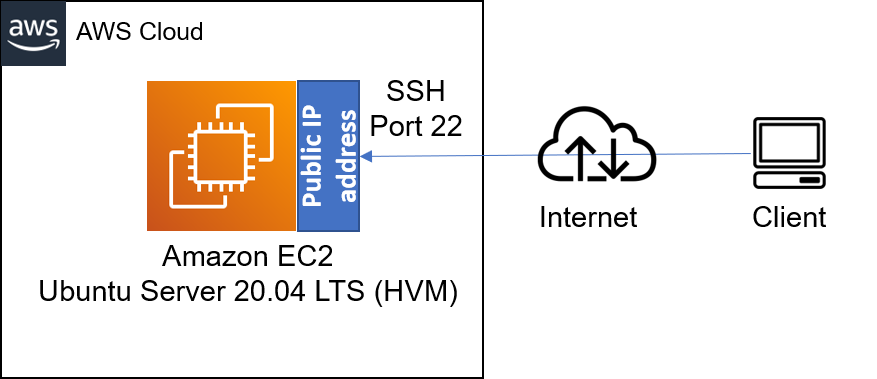 aws
AWS Cloud
SSH
Port 22
Public IP
address
Internet
Client
Amazon EC2
Ubuntu Server 20.04 LTS (HVM)